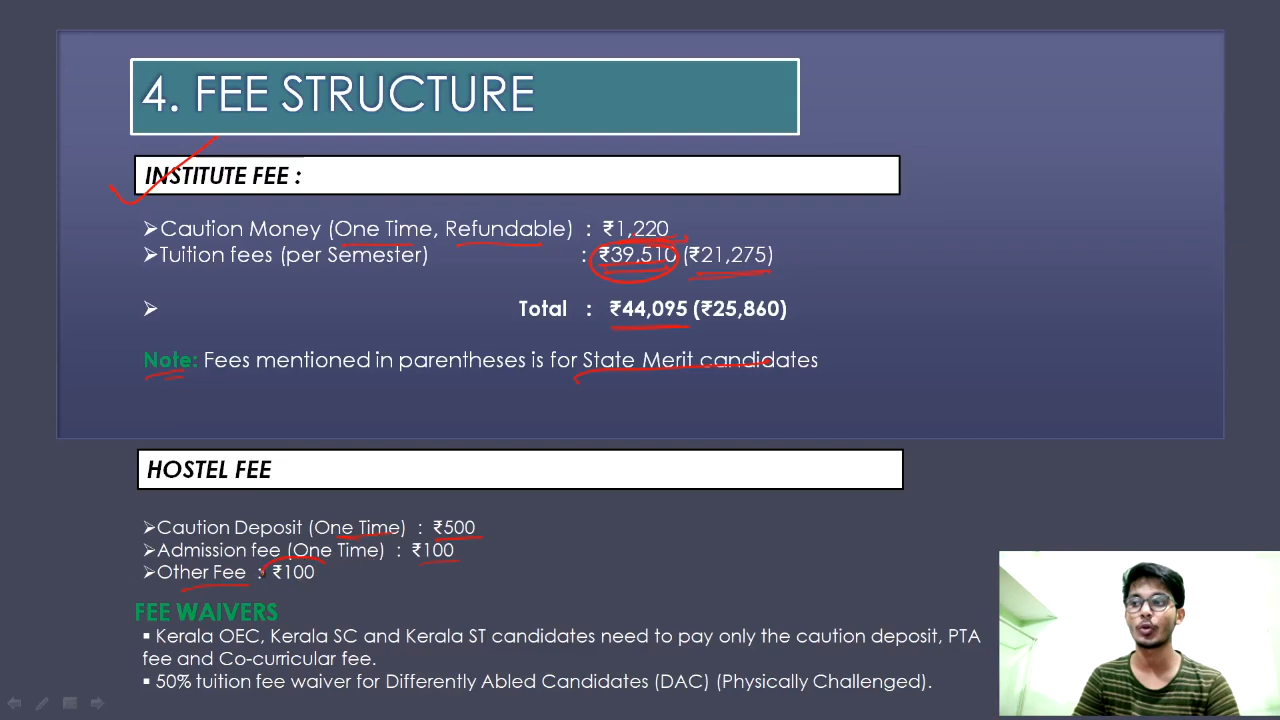 4. FEE STRUCTURE
INSTITUTE FEE :
➢Caution Money (One Time, Refundable) : ₹1,220
➢Tuition fees (per Semester) : ₹39,510 (₹21,275)
➢ Total : ₹44,095 (₹25,860)
Note: Fees mentioned in parentheses is for State Merit candidates
HOSTEL FEE
➢Caution Deposit (One Time) : ₹500
➢Admission fee (One Time) : ₹100
➢Other Fee : ₹100
FEE WAIVERS
▪ Kerala OEC, Kerala SC and Kerala ST candidates need to pay only the caution deposit, PTA
fee and Co-curricular fee.
▪ 50% tuition fee waiver for Differently Abled Candidates (DAC) (Physically Challenged).